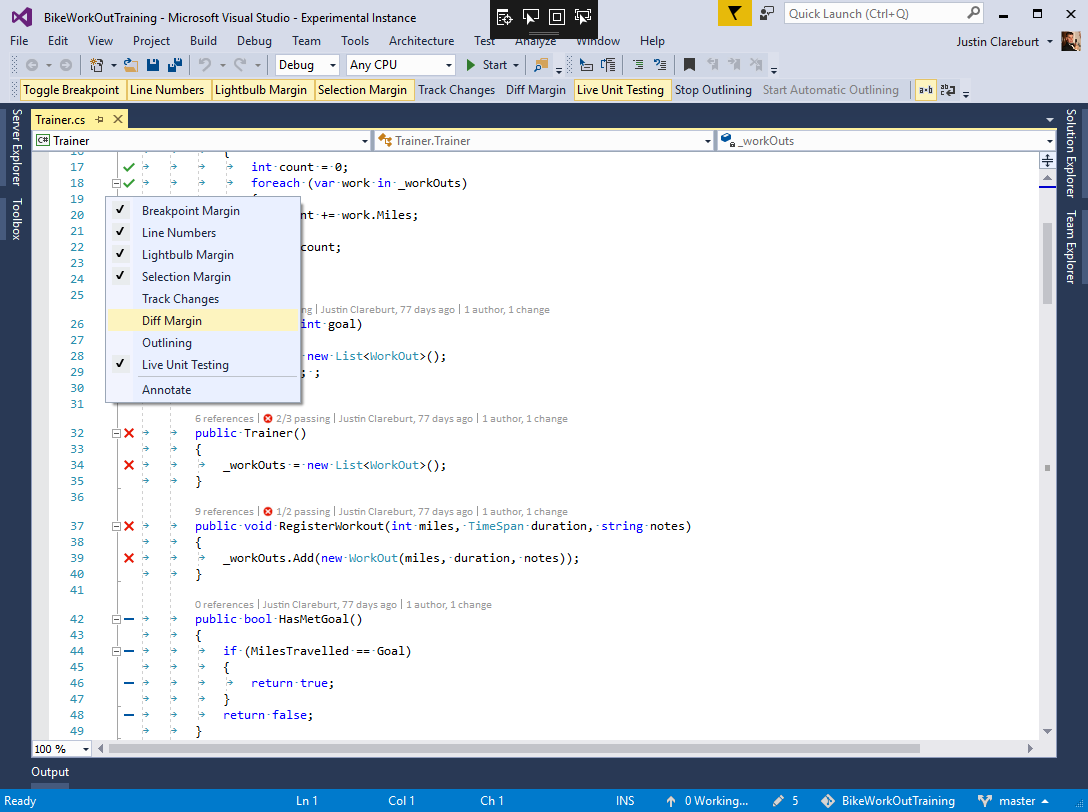 BikeWorkOutTraining - Microsoft Visual Studio - Experimental Instance
Quick Launch (Ctrl+Q)
File Edit View Project Build Debug Team Tools Architecture Test Analyze Window Help Justin Clareburt
Debug Any CPU Start
Toggle Breakpoint Line Numbers Lightbulb Margin Selection Margin Track Changes Diff Margin Live Unit Testing Stop Outlining Start Automatic Outlining
Server Explorer
Toolbox
Solution Explorer
Team Explorer
Trainer.cs
C# Trainer Trainer.Trainer _workOuts
16 {
17 int count = 0;
18 foreach (var work in _workOuts)
19
20 nt += work.Miles;
21
22 count;
23
24
25
ng | Justin Clareburt, 77 days ago | 1 author, 1 change
26 int goal)
27
28 new List<WorkOut>();
29 ; ;
30
31
Breakpoint Margin
Line Numbers
Lightbulb Margin
Selection Margin
Track Changes
Diff Margin
Outlining
Live Unit Testing
Annotate
6 references | 2/3 passing | Justin Clareburt, 77 days ago | 1 author, 1 change
32 public Trainer()
33 {
34 _workOuts = new List<WorkOut>();
35 }
36
9 references | 1/2 passing | Justin Clareburt, 77 days ago | 1 author, 1 change
37 public void RegisterWorkout(int miles, TimeSpan duration, string notes)
38 {
39 _workOuts.Add(new WorkOut(miles, duration, notes));
40 }
41
0 references | Justin Clareburt, 77 days ago | 1 author, 1 change
42 public bool HasMetGoal()
43 {
44 if (MilesTravelled == Goal)
45 {
46 return true;
47 }
48 return false;
49 }
100 %
Output
Ready Ln 1 Col 1 Ch 1 INS 0 Working... 5 BikeWorkOutTraining master